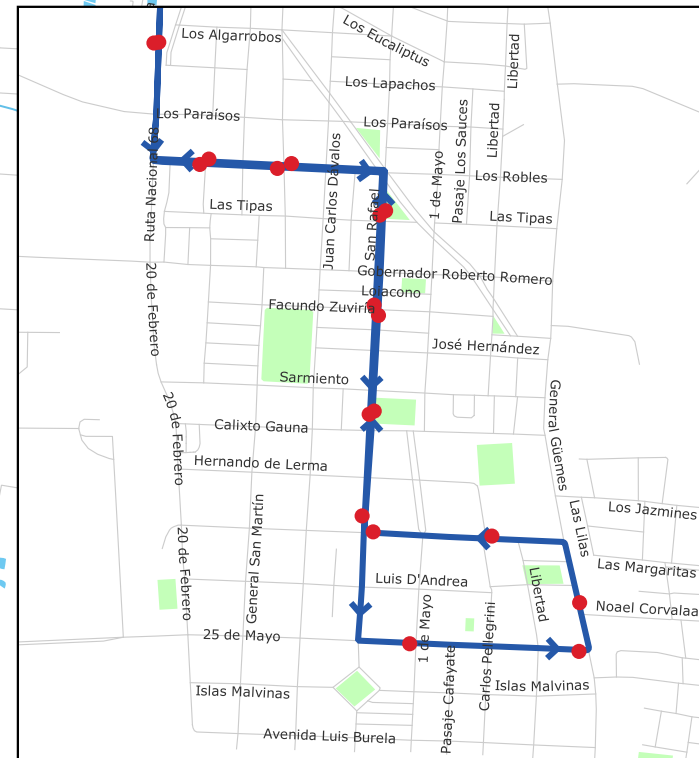 Los Eucaliptus
Los Algarrobos
Libertad
Los Lapachos
Los Paraísos
Los Paraísos
Pasaje Los Sauces
Libertad
Ruta Nacional 68
Juan Carlos Davalos
1 de Mayo
Los Robles
Las Tipas
San Rafael
Las Tipas
Gobernador Roberto Romero
Loiacono
20 de Febrero
Facundo Zuviría
José Hernández
Sarmiento
20 de Febrero
General Güemes
Calixto Gauna
Hernando de Lerma
General San Martín
Las Lilas
Los Jazmines
20 de Febrero
Luis D'Andrea
Libertad
Las Margaritas
1 de Mayo
Carlos Pellegrini
Noael Corvalaa
25 de Mayo
Pasaje Cafayate
Islas Malvinas
Islas Malvinas
Avenida Luis Burela